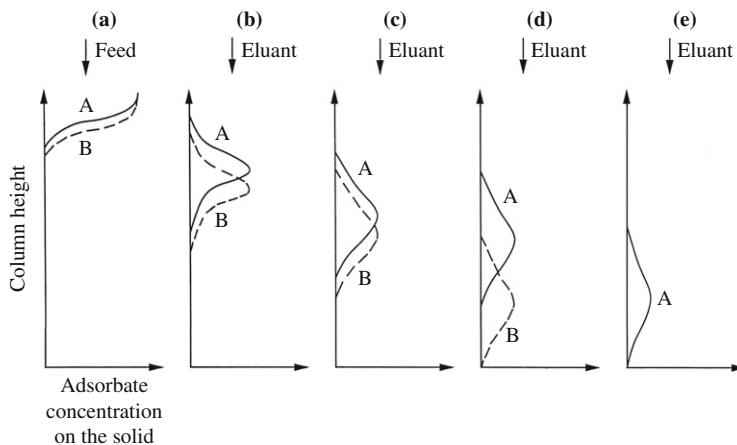 (a) (b) (c) (d) (e)
Feed Eluant Eluant Eluant Eluant
A
B
A
B
A
B
A
B
A
Column height
Adsorbate
concentration
on the solid